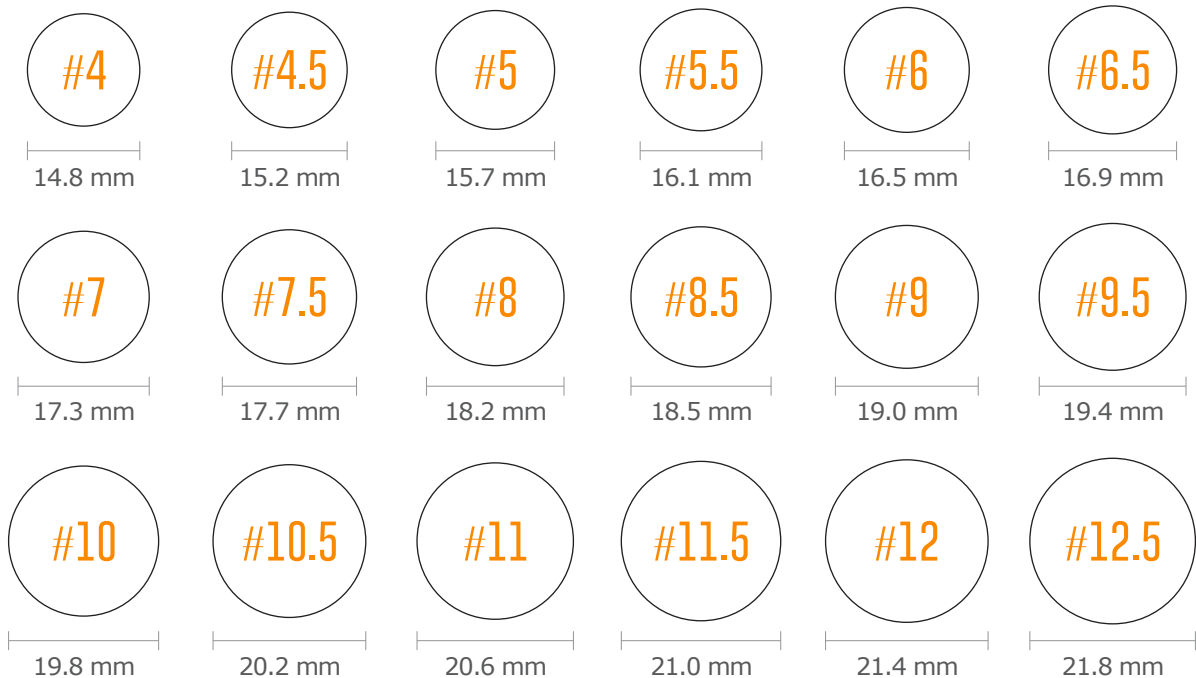 #4 #4.5 #5 #5.5 #6 #6.5
14.8 mm 15.2 mm 15.7 mm 16.1 mm 16.5 mm 16.9 mm
#7 #7.5 #8 #8.5 #9 #9.5
17.3 mm 17.7 mm 18.2 mm 18.5 mm 19.0 mm 19.4 mm
#10 #10.5 #11 #11.5 #12 #12.5
19.8 mm 20.2 mm 20.6 mm 21.0 mm 21.4 mm 21.8 mm